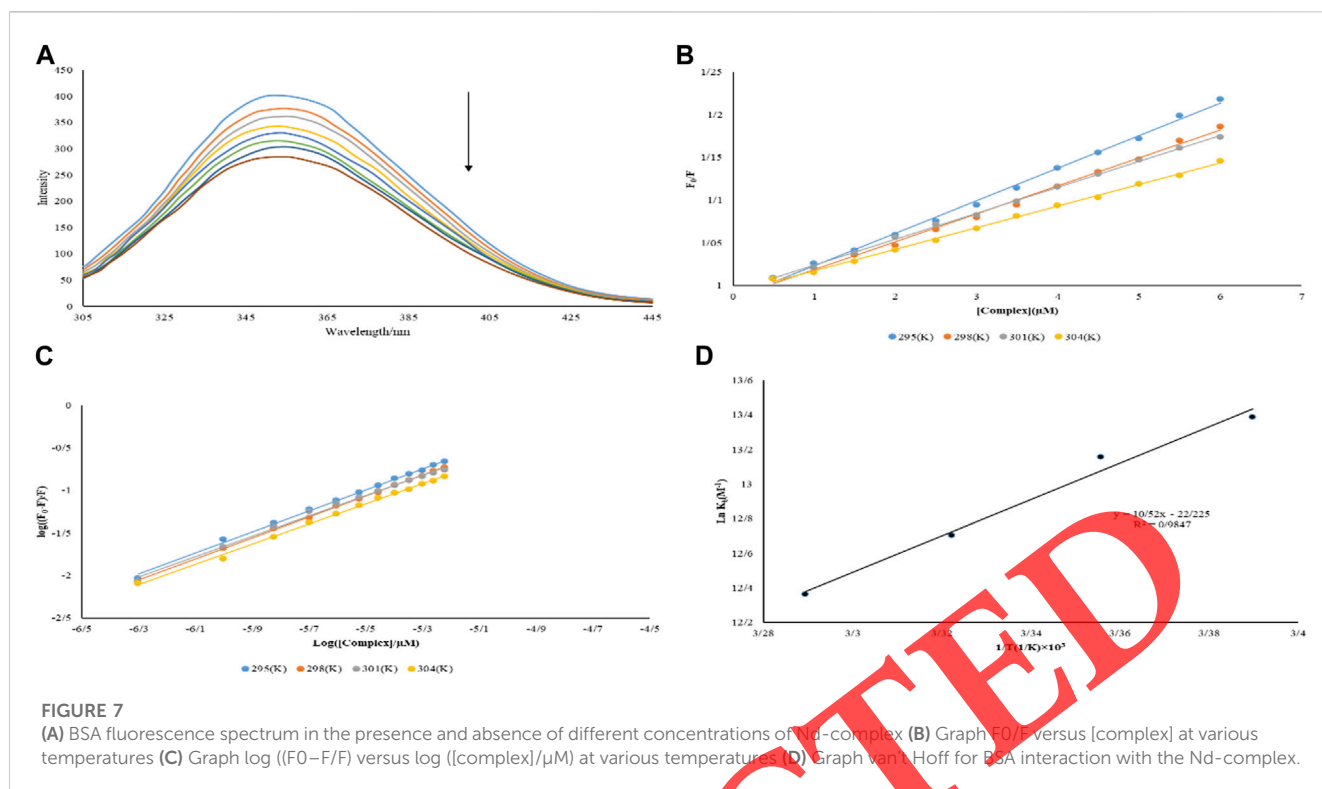 A
450
400
350
300
250
200
150
100
50
0
Intensity
305 325 345 365 385 405 425 445
Wavelength/nm
B
1/25
1/2
1/15
1/1
1/05
1
F0/F
0 1 2 3 4 5 6 7
[Complex](μM)
295(K) 298(K) 301(K) 304(K)
C
0
-0/5
-1
-1/5
-2
-2/5
log((F0-F)/F)
-6/5 -6/3 -6/1 -5/9 -5/7 -5/5 -5/3 -5/1 -4/9 -4/7 -4/5
Log([Complex]/μM)
295(K) 298(K) 301(K) 304(K)
D
13/6
13/4
13/2
13
12/8
12/6
12/4
12/2
y = 10/52x - 22/225
R² = 0/9847
3/28 3/3 3/32 3/34 3/36 3/38 3/4
1/T(1/K)×10³
FIGURE 7
(A) BSA fluorescence spectrum in the presence and absence of different concentrations of Nd-complex (B) Graph F0/F versus [complex] at various
temperatures (C) Graph log ((F0–F/F) versus log ([complex]/μM) at various temperatures (D) Graph van't Hoff for BSA interaction with the Nd-complex.
CTED